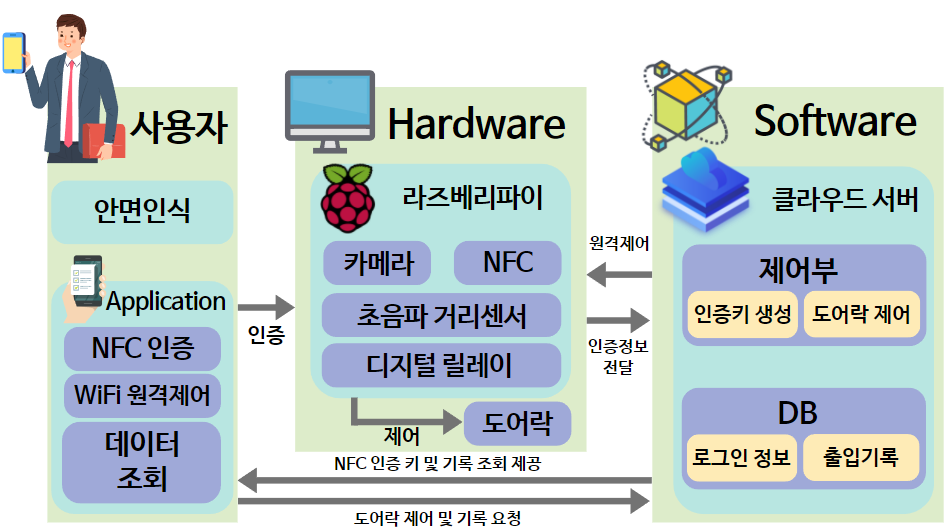 사용자
안면인식
Application
NFC 인증
WiFi 원격제어
데이터
조회
인증
Hardware
라즈베리파이
카메라
NFC
초음파 거리센서
디지털 릴레이
제어
도어락
원격제어
인증정보
전달
Software
클라우드 서버
제어부
인증키 생성
도어락 제어
DB
로그인 정보
출입기록
NFC 인증 키 및 기록 조회 제공
도어락 제어 및 기록 요청